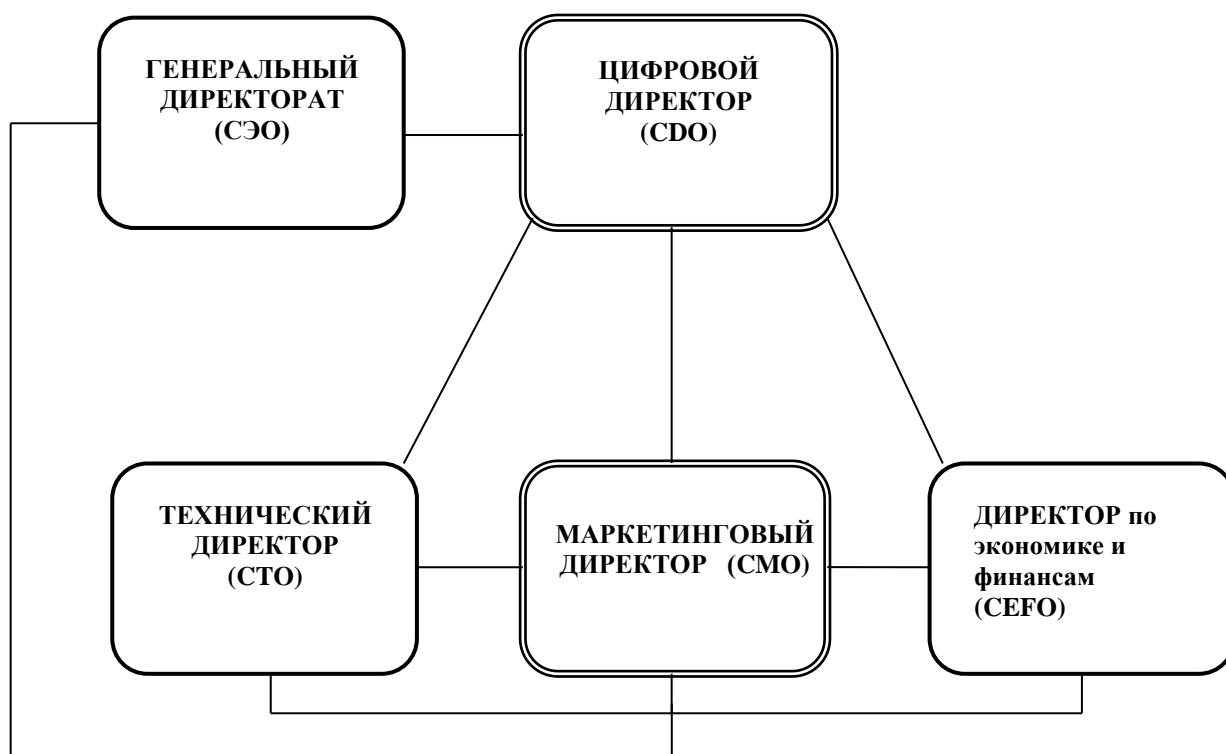 ГЕНЕРАЛЬНЫЙ
ДИРЕКТОРАТ
(СЭО)
ЦИФРОВОЙ
ДИРЕКТОР
(CDO)
ТЕХНИЧЕСКИЙ
ДИРЕКТОР
(СТО)
МАРКЕТИНГОВЫЙ
ДИРЕКТОР (СМО)
ДИРЕКТОР по
экономике и
финансам
(CEFO)